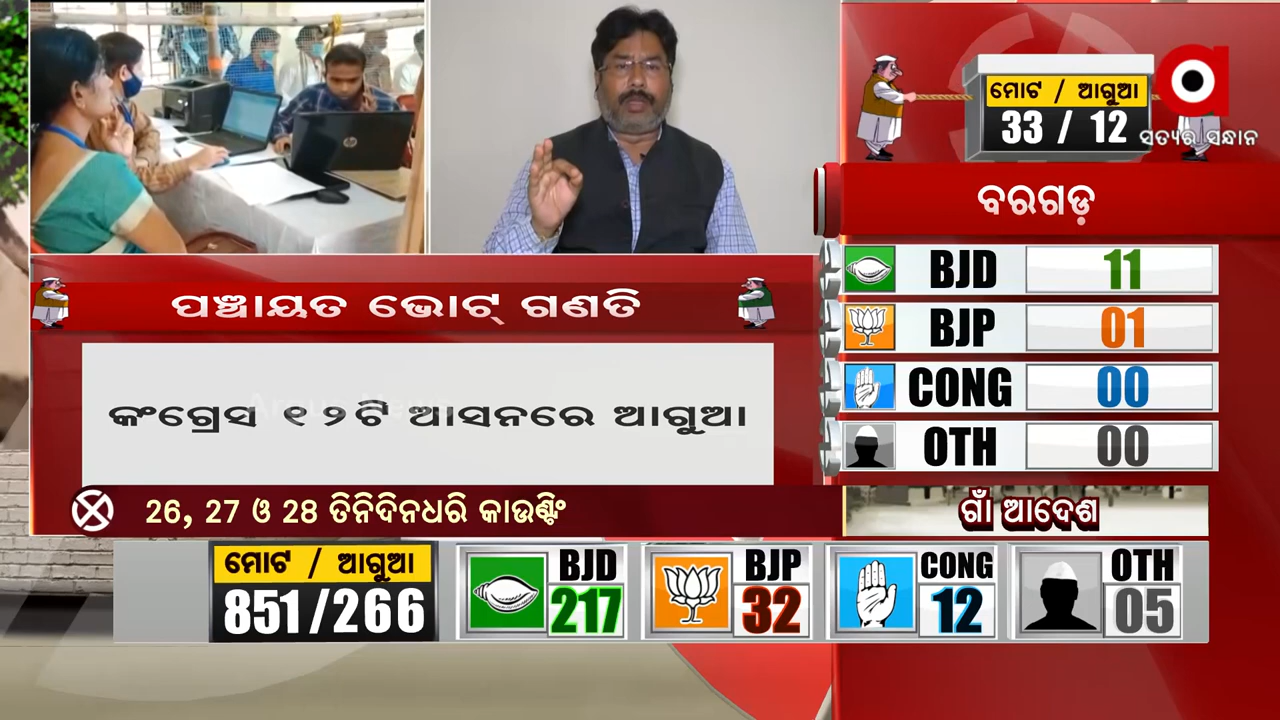 ମୋଟ / ଆଗୁଆ
33 / 12
ସତ୍ୟର ସନ୍ଧାନ
ବରଗଡ଼
BJD 11
BJP 01
CONG 00
OTH 00
ପଞ୍ଚାୟତ ଭୋଟ୍ ଗଣତି
କଂଗ୍ରେସ ୧୨ଟି ଆସନରେ ଆଗୁଆ
26, 27 ଓ 28 ତିନିଦିନଧରି କାଉଣ୍ଟିଂ
ଗାଁ ଆଦେଶ
ମୋଟ / ଆଗୁଆ
851/266
BJD 217
BJP 32
CONG 12
OTH 05